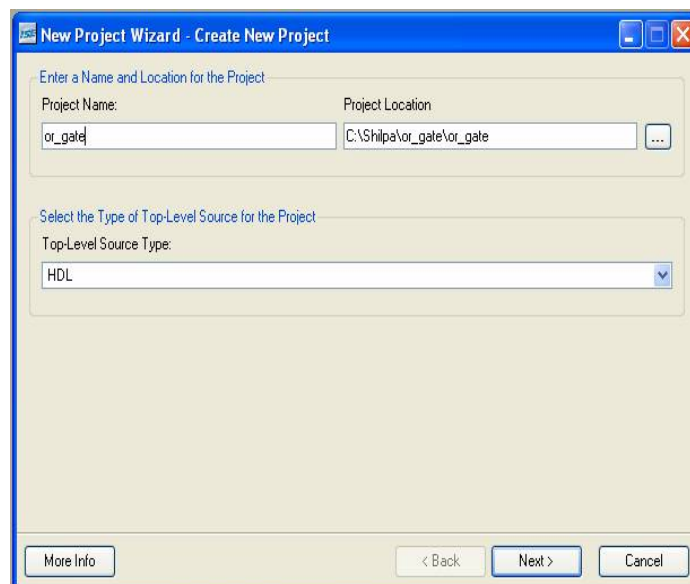 ISE New Project Wizard - Create New Project
Enter a Name and Location for the Project
Project Name: Project Location
or_gate C:\Shilpa\or_gate\or_gate ...
Select the Type of Top-Level Source for the Project
Top-Level Source Type:
HDL
More Info < Back Next > Cancel